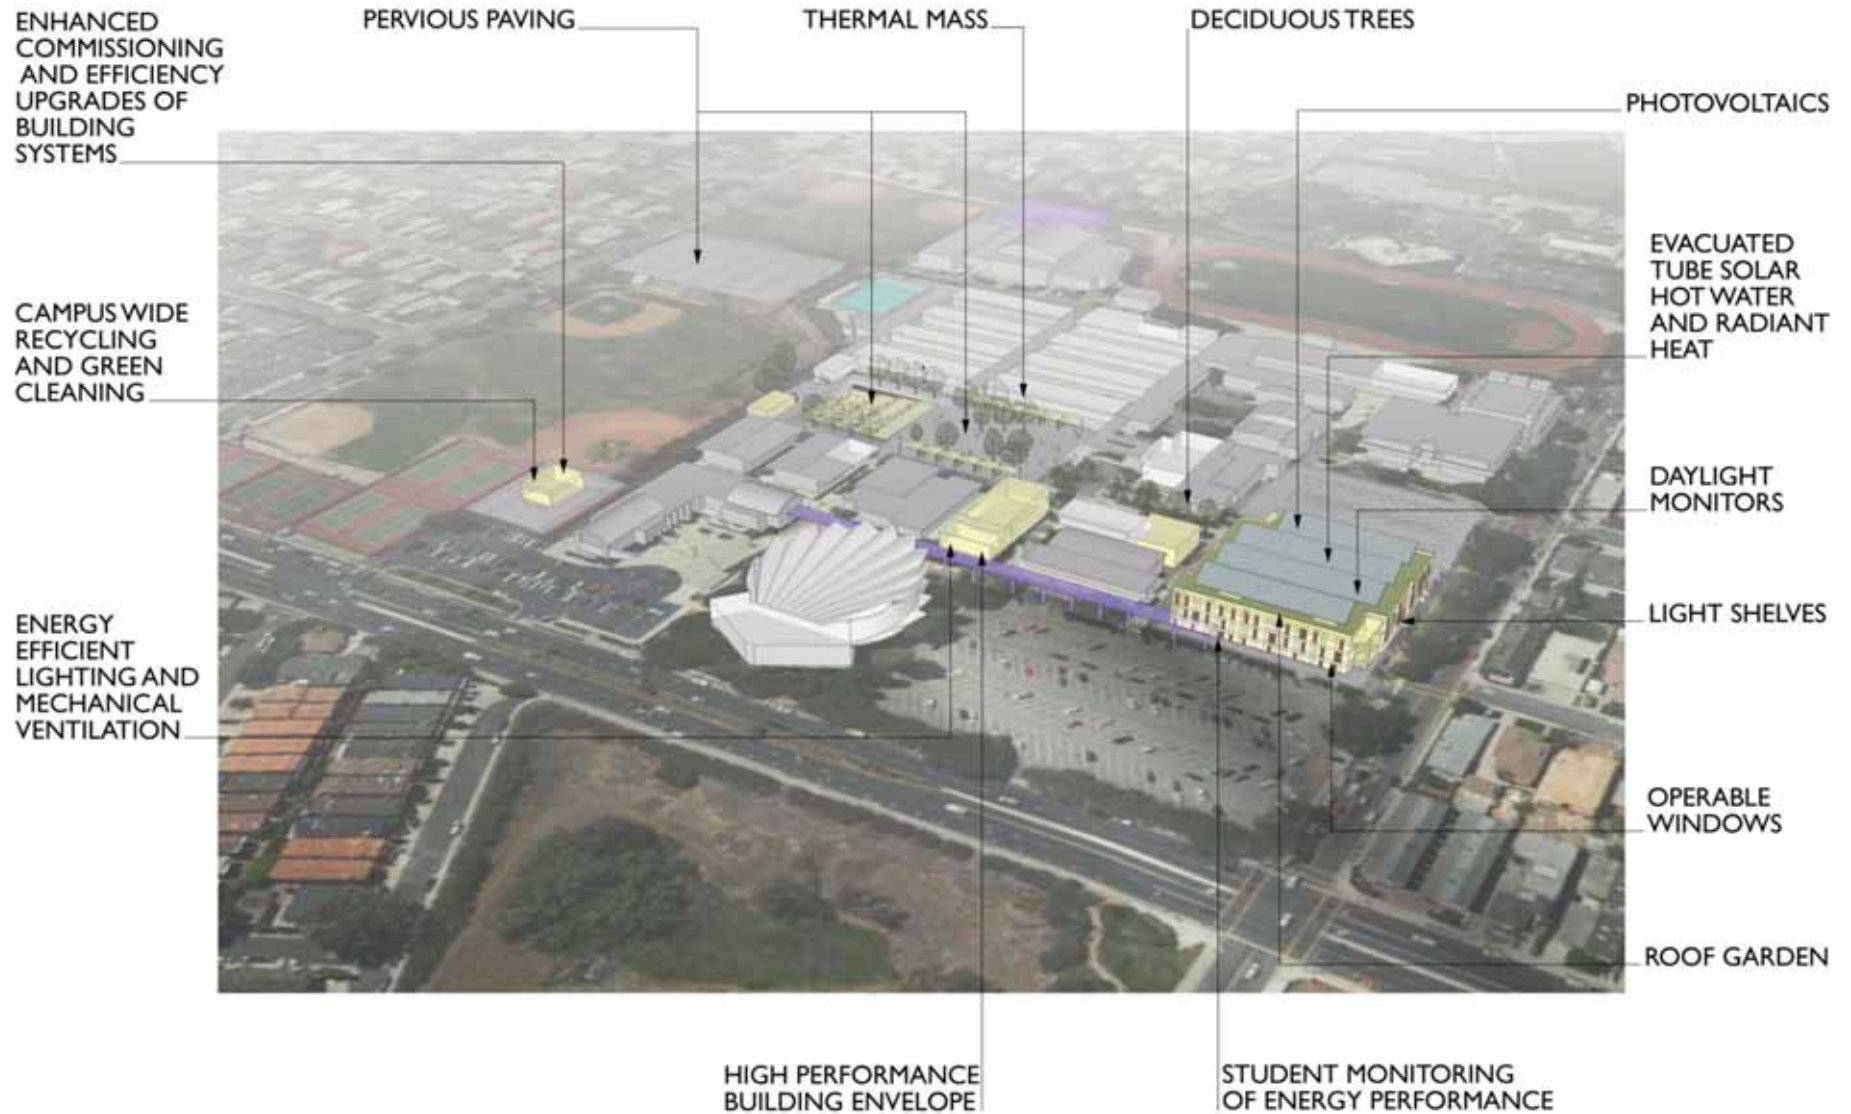 ENHANCED
COMMISSIONING
AND EFFICIENCY
UPGRADES OF
BUILDING
SYSTEMS
PERVIOUS PAVING
THERMAL MASS
DECIDUOUS TREES
PHOTOVOLTAICS
EVACUATED
TUBE SOLAR
HOT WATER
AND RADIANT
HEAT
CAMPUS WIDE
RECYCLING
AND GREEN
CLEANING
DAYLIGHT
MONITORS
LIGHT SHELVES
ENERGY
EFFICIENT
LIGHTING AND
MECHANICAL
VENTILATION
OPERABLE
WINDOWS
ROOF GARDEN
HIGH PERFORMANCE
BUILDING ENVELOPE
STUDENT MONITORING
OF ENERGY PERFORMANCE